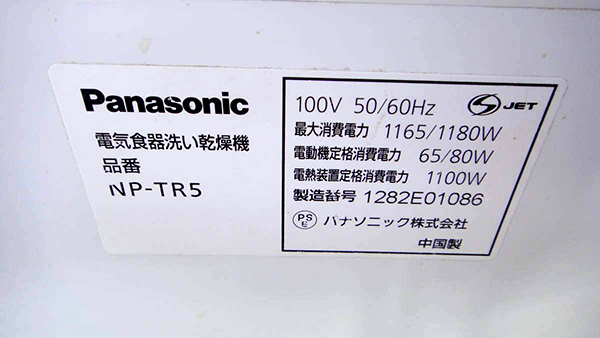 Panasonic
電気食器洗い乾燥機
品番
NP-TR5
100V 50/60Hz
S JET
最大消費電力 1165/1180W
電動機定格消費電力 65/80W
電熱装置定格消費電力 1100W
製造番号 1282E01086
PS E パナソニック株式会社
中国製